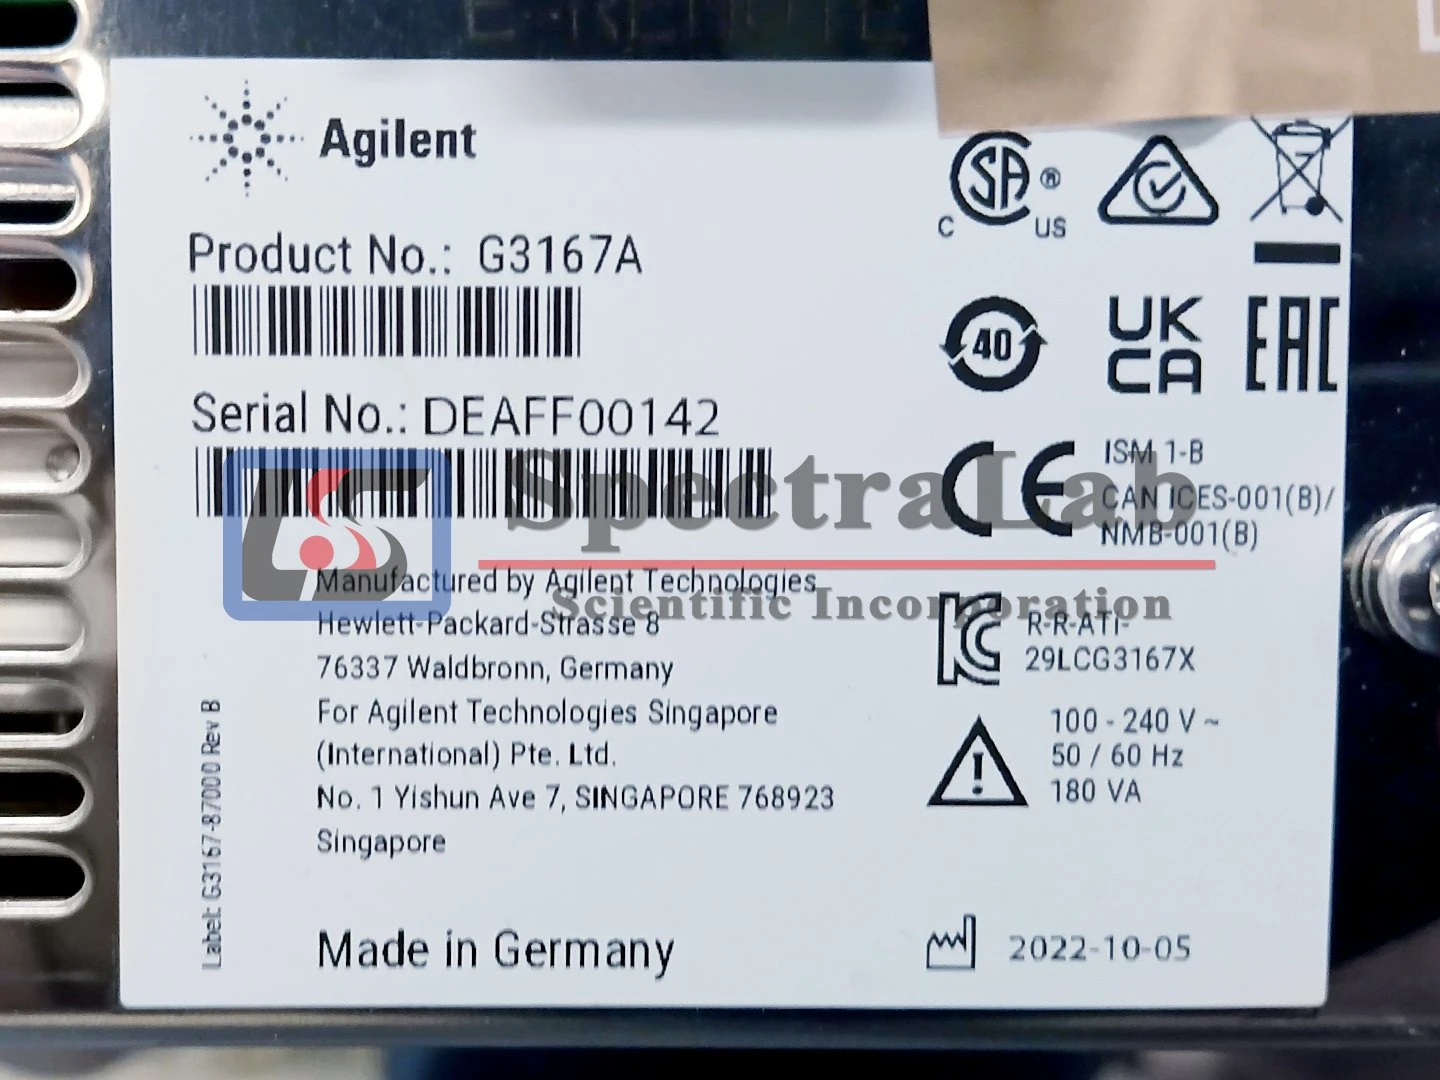 Agilent
Product No.: G3167A
Serial No.: DEAFF00142
SpectraLab
Scientific Incorporation
Manufactured by Agilent Technologies
Hewlett-Packard-Strasse 8
76337 Waldbronn, Germany
For Agilent Technologies Singapore
(International) Pte. Ltd.
No. 1 Yishun Ave 7, SINGAPORE 768923
Singapore
Made in Germany
Label: G3167-87000 Rev B
C SA ® US
40
UK
CA
EAC
CE
ISM 1-B
CAN ICES-001(B)/
NMB-001(B)
R-R-ATI-
29LCG3167X
100 - 240 V ~
50 / 60 Hz
180 VA
2022-10-05